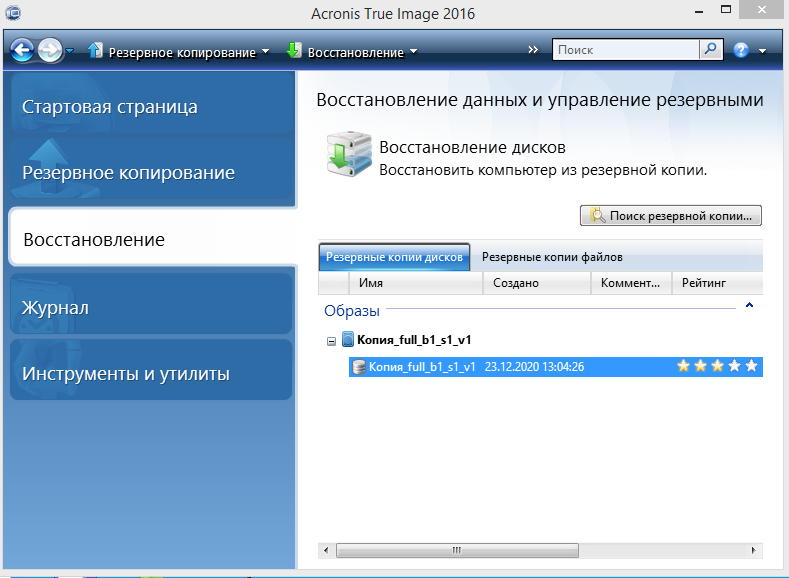 Acronis True Image 2016
Резервное копирование Восстановление » Поиск
Стартовая страница
Резервное копирование
Восстановление
Журнал
Инструменты и утилиты
Восстановление данных и управление резервными
Восстановление дисков
Восстановить компьютер из резервной копии.
Поиск резервной копии...
Резервные копии дисков Резервные копии файлов
Имя Создано Коммент... Рейтинг
Образы
Копия_full_b1_s1_v1
Копия_full_b1_s1_v1 23.12.2020 13:04:26